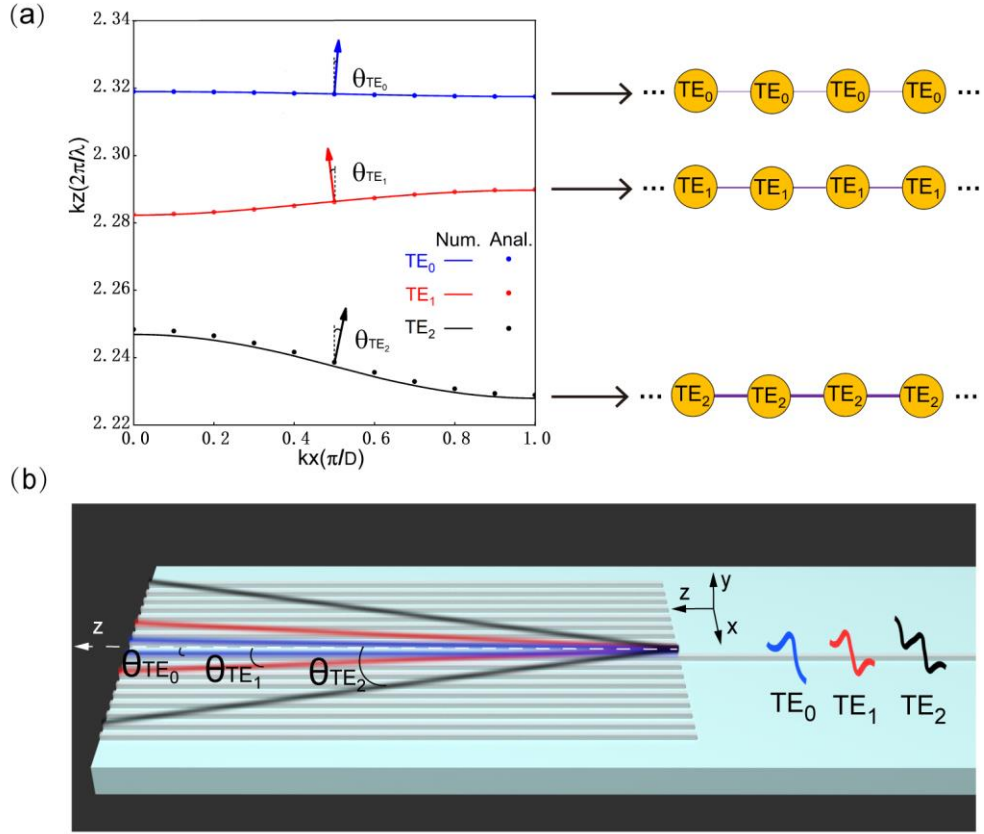 (a)
2.34
2.32
2.30
2.28
2.26
2.24
2.22
kz(2π/λ)
0.0 0.2 0.4 0.6 0.8 1.0
kx(π/D)
θTE₀
θTE₁
θTE₂
Num. Anal.
TE₀
TE₁
TE₂
··· TE₀ TE₀ TE₀ TE₀ ···
··· TE₁ TE₁ TE₁ TE₁ ···
··· TE₂ TE₂ TE₂ TE₂ ···
(b)
y
z
x
z
θTE₀ θTE₁ θTE₂
TE₀ TE₁ TE₂